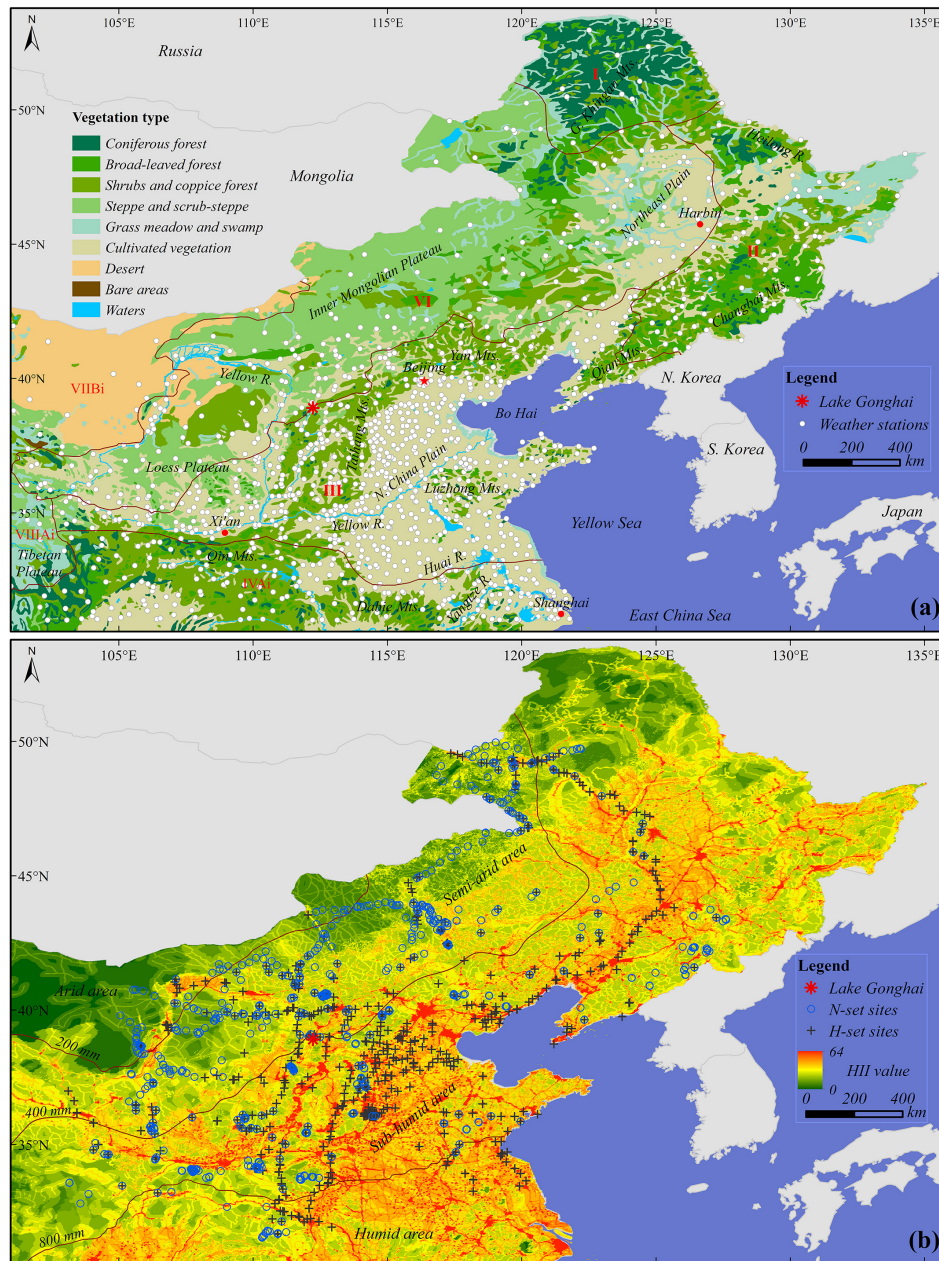 105°E
110°E
115°E
120°E
125°E
130°E
135°E
N
Russia
I
G. Khingan Mts.
50°N
Vegetation type
Coniferous forest
Broad-leaved forest
Shrubs and coppice forest
Steppe and scrub-steppe
Grass meadow and swamp
Cultivated vegetation
Desert
Bare areas
Waters
Mongolia
Heilong R.
Northeast Plain
Harbin
45°N
II
Inner Mongolian Plateau
VI
Changbai Mts.
Yan Mts.
Qian Mts.
Beijing
Yellow R.
40°N
VIIBi
N. Korea
Legend
Lake Gonghai
Weather stations
0 200 400
km
Bo Hai
Taihang Mts.
S. Korea
Loess Plateau
N. China Plain
III
Luzhong Mts.
35°N
Xi'an
Yellow R.
Yellow Sea
Japan
VIIIAi
Tibetan
Plateau
Qin Mts.
Huai R.
IVAi
Dabie Mts.
Yangtze R.
Shanghai
East China Sea
(a)
105°E
110°E
115°E
120°E
125°E
130°E
135°E
N
50°N
Semi-arid area
45°N
Arid area
40°N
200 mm
Legend
Lake Gonghai
N-set sites
H-set sites
64
HII value
0
0 200 400
km
400 mm
Sub-humid area
35°N
800 mm
Humid area
(b)